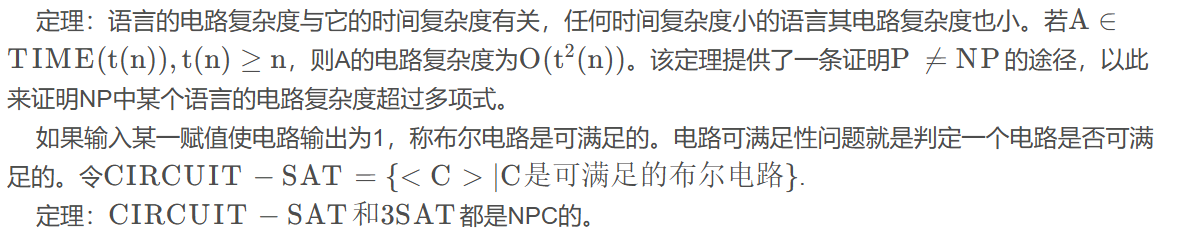 定理：语言的电路复杂度与它的时间复杂度有关，任何时间复杂度小的语言其电路复杂度也小。若A ∈
TIME(t(n)), t(n) ≥ n，则A的电路复杂度为O(t²(n))。该定理提供了一条证明P ≠ NP的途径，以此
来证明NP中某个语言的电路复杂度超过多项式。
如果输入某一赋值使电路输出为1，称布尔电路是可满足的。电路可满足性问题就是判定一个电路是否可满
足的。令CIRCUIT − SAT = {< C > |C是可满足的布尔电路}.
定理：CIRCUIT − SAT和3SAT都是NPC的。